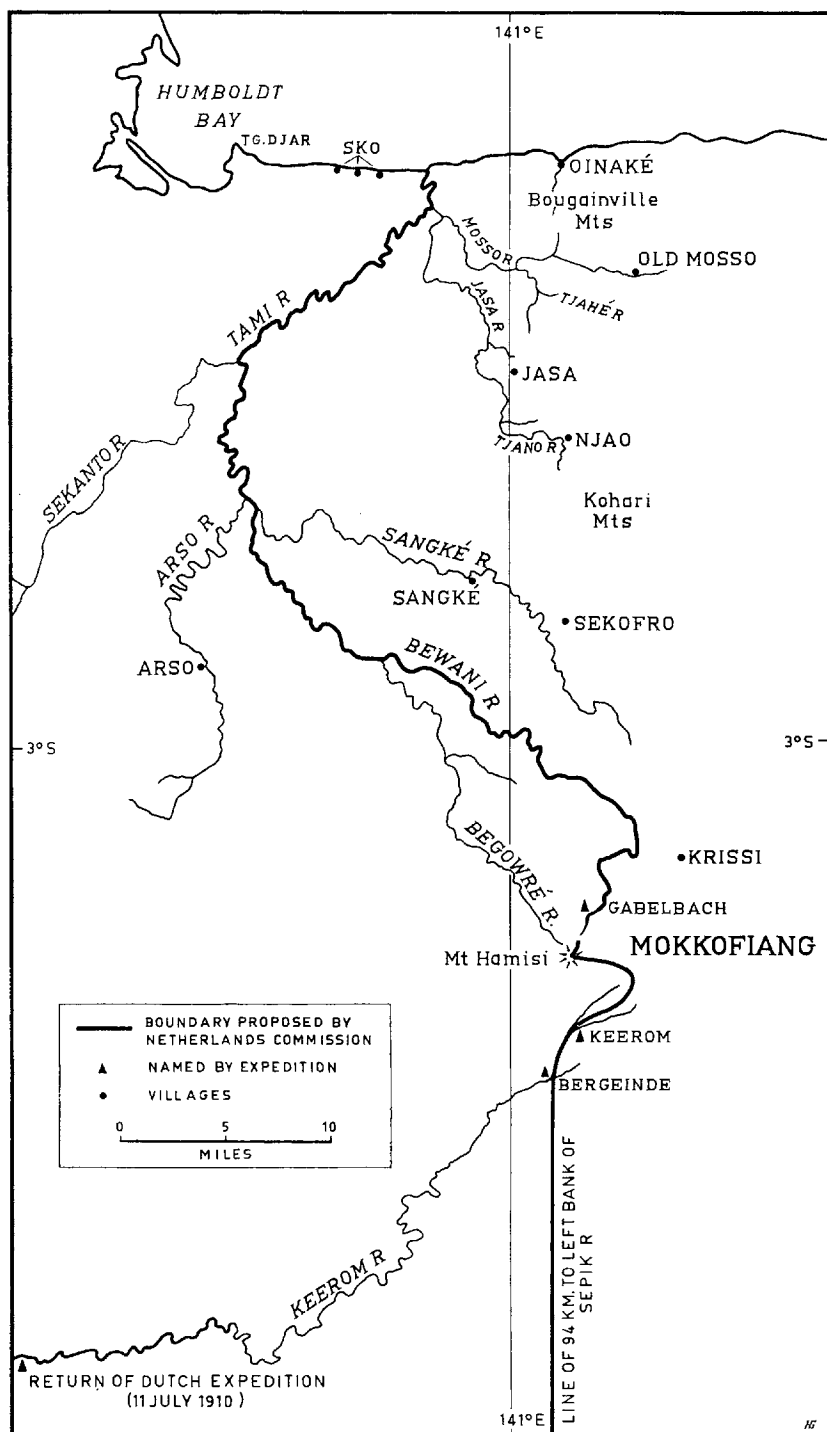 141°E
HUMBOLDT
BAY
TG. DJAR
SKO
OINAKÉ
Bougainville
Mts
MOSSO R
OLD MOSSO
TJAHÉ R
JASA R
TAMI R
JASA
TJANO R
NJAO
SEKANTO R
Kohari
Mts
ARSO R
SANGKÉ R
SANGKÉ
SEKOFRO
ARSO
BEWANI R
3°S
3°S
BEGOWRÉ R.
KRISSI
GABELBACH
MOKKOFIANG
Mt Hamisi
BOUNDARY PROPOSED BY
NETHERLANDS COMMISSION
NAMED BY EXPEDITION
VILLAGES
0 5 10
MILES
KEEROM
BERGEINDE
KEEROM R
LINE OF 94 KM. TO LEFT BANK OF
SEPIK R
RETURN OF DUTCH EXPEDITION
(11 JULY 1910)
141°E